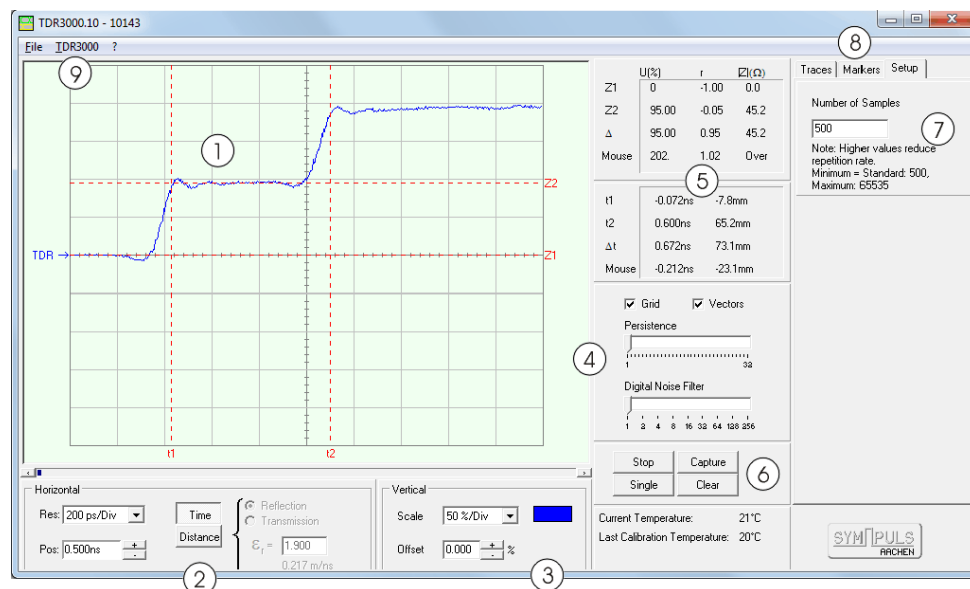 TDR3000.10 - 10143
File TDR3000 ?
9
8
1
TDR
Z2
Z1
t1 t2
U(%) r |Z|(Ω)
Z1 0 -1.00 0.0
Z2 95.00 -0.05 45.2
Δ 95.00 0.95 45.2
Mouse 202. 1.02 Over
5
t1 -0.072ns -7.8mm
t2 0.600ns 65.2mm
Δt 0.672ns 73.1mm
Mouse -0.212ns -23.1mm
Grid Vectors
Persistence
1 32
4
Digital Noise Filter
1 2 4 8 16 32 64 128 256
Stop Capture
Single Clear
6
Current Temperature: 21°C
Last Calibration Temperature: 20°C
Traces Markers Setup
Number of Samples
500
7
Note: Higher values reduce
repetition rate.
Minimum = Standard: 500,
Maximum: 65535
SYMPULS
AACHEN
Horizontal
Res: 200 ps/Div
Pos: 0.500ns + -
Time
Distance
Reflection
Transmission
εr = 1.900
0.217 m/ns
2
Vertical
Scale 50 %/Div
Offset 0.000 + - %
3